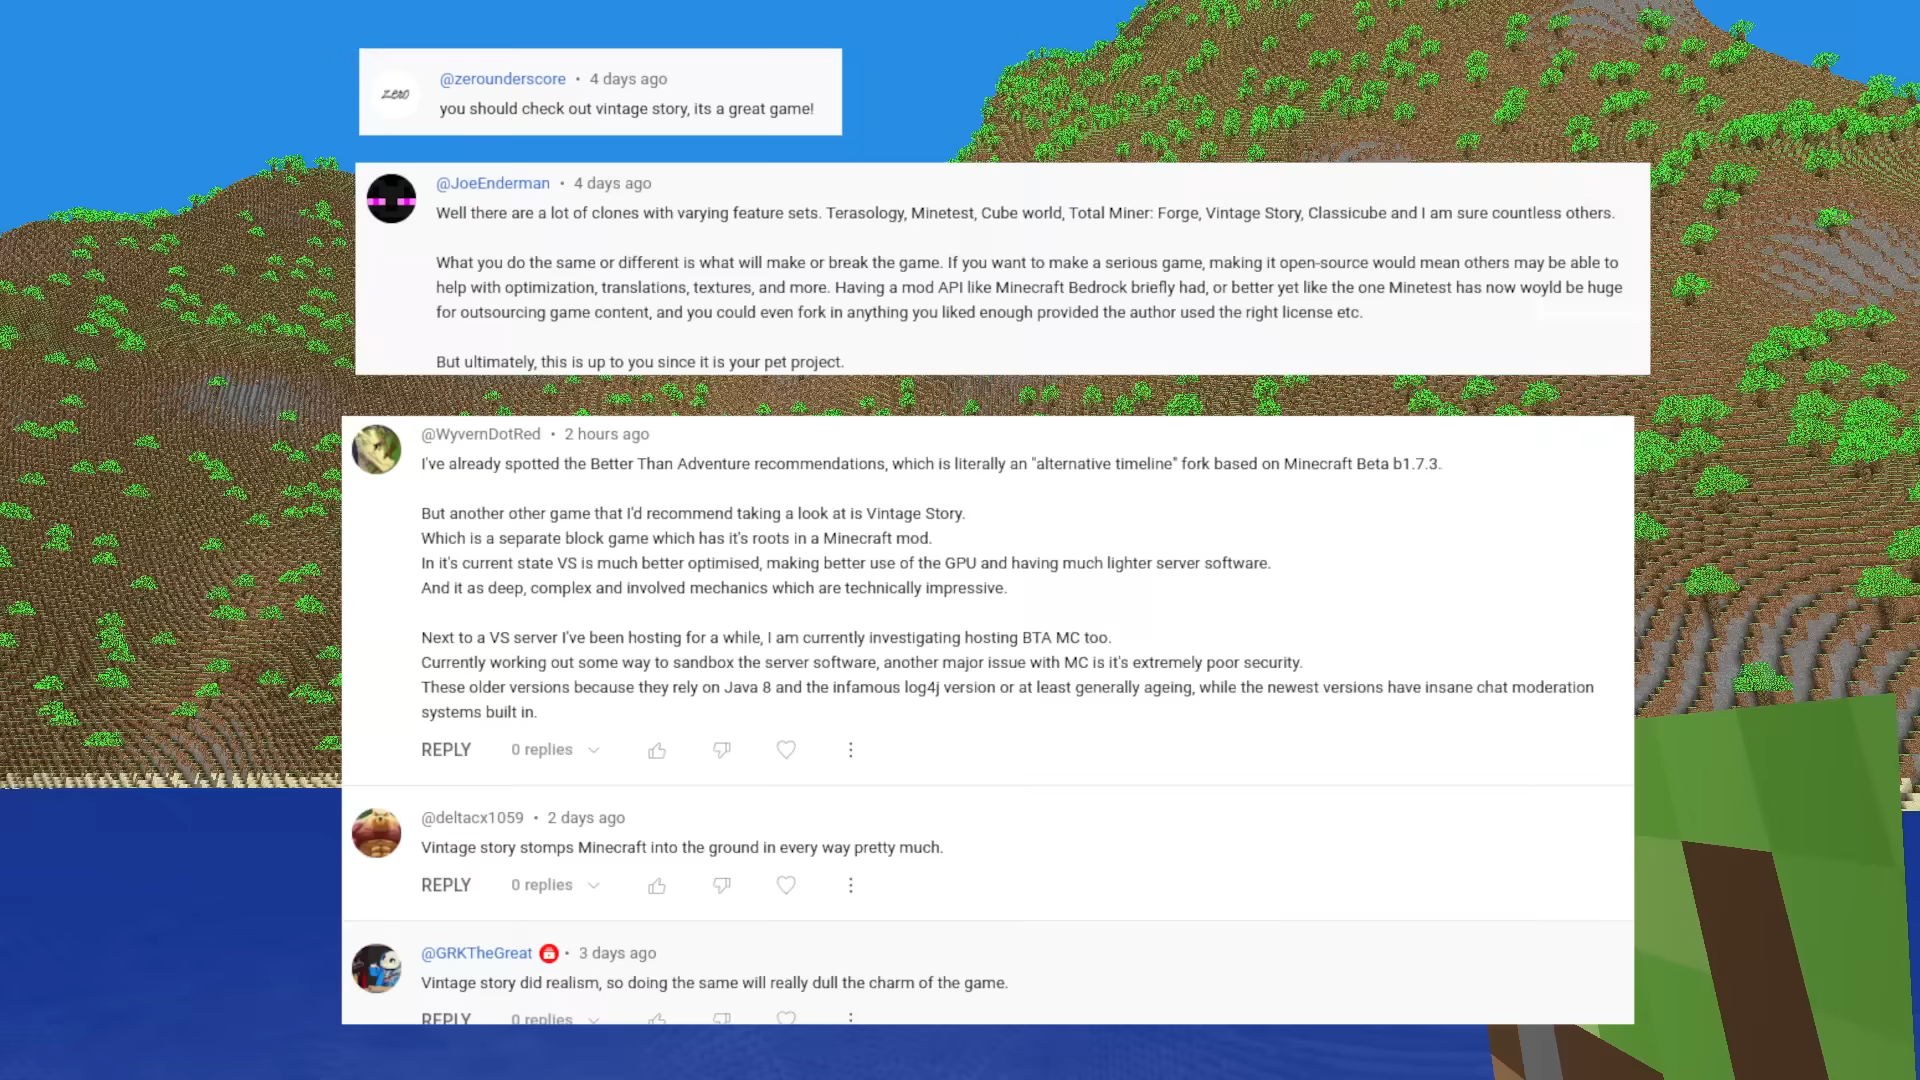 zero
@zerounderscore • 4 days ago
you should check out vintage story, its a great game!
@JoeEnderman • 4 days ago
Well there are a lot of clones with varying feature sets. Terasology, Minetest, Cube world, Total Miner: Forge, Vintage Story, Classicube and I am sure countless others.
What you do the same or different is what will make or break the game. If you want to make a serious game, making it open-source would mean others may be able to
help with optimization, translations, textures, and more. Having a mod API like Minecraft Bedrock briefly had, or better yet like the one Minetest has now woyld be huge
for outsourcing game content, and you could even fork in anything you liked enough provided the author used the right license etc.
But ultimately, this is up to you since it is your pet project.
@WyvernDotRed • 2 hours ago
I've already spotted the Better Than Adventure recommendations, which is literally an "alternative timeline" fork based on Minecraft Beta b1.7.3.
But another other game that I'd recommend taking a look at is Vintage Story.
Which is a separate block game which has it's roots in a Minecraft mod.
In it's current state VS is much better optimised, making better use of the GPU and having much lighter server software.
And it as deep, complex and involved mechanics which are technically impressive.
Next to a VS server I've been hosting for a while, I am currently investigating hosting BTA MC too.
Currently working out some way to sandbox the server software, another major issue with MC is it's extremely poor security.
These older versions because they rely on Java 8 and the infamous log4j version or at least generally ageing, while the newest versions have insane chat moderation
systems built in.
REPLY 0 replies
@deltacx1059 • 2 days ago
Vintage story stomps Minecraft into the ground in every way pretty much.
REPLY 0 replies
@GRKTheGreat • 3 days ago
Vintage story did realism, so doing the same will really dull the charm of the game.
REPLY 0 replies